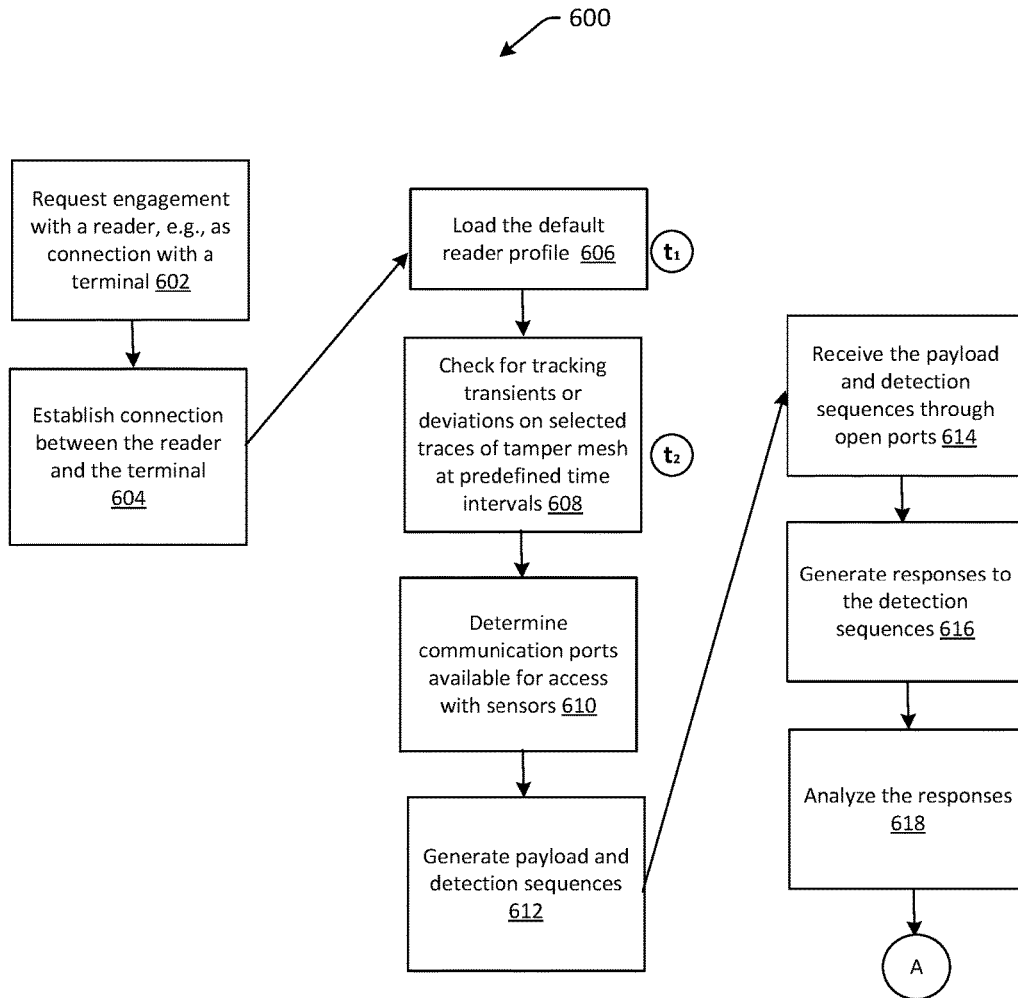 600
Request engagement
with a reader, e.g., as
connection with a
terminal 602
Establish connection
between the reader
and the terminal
604
Load the default
reader profile 606
t1
Check for tracking
transients or
deviations on selected
traces of tamper mesh
at predefined time
intervals 608
t2
Determine
communication ports
available for access
with sensors 610
Generate payload and
detection sequences
612
Receive the payload
and detection
sequences through
open ports 614
Generate responses to
the detection
sequences 616
Analyze the responses
618
A